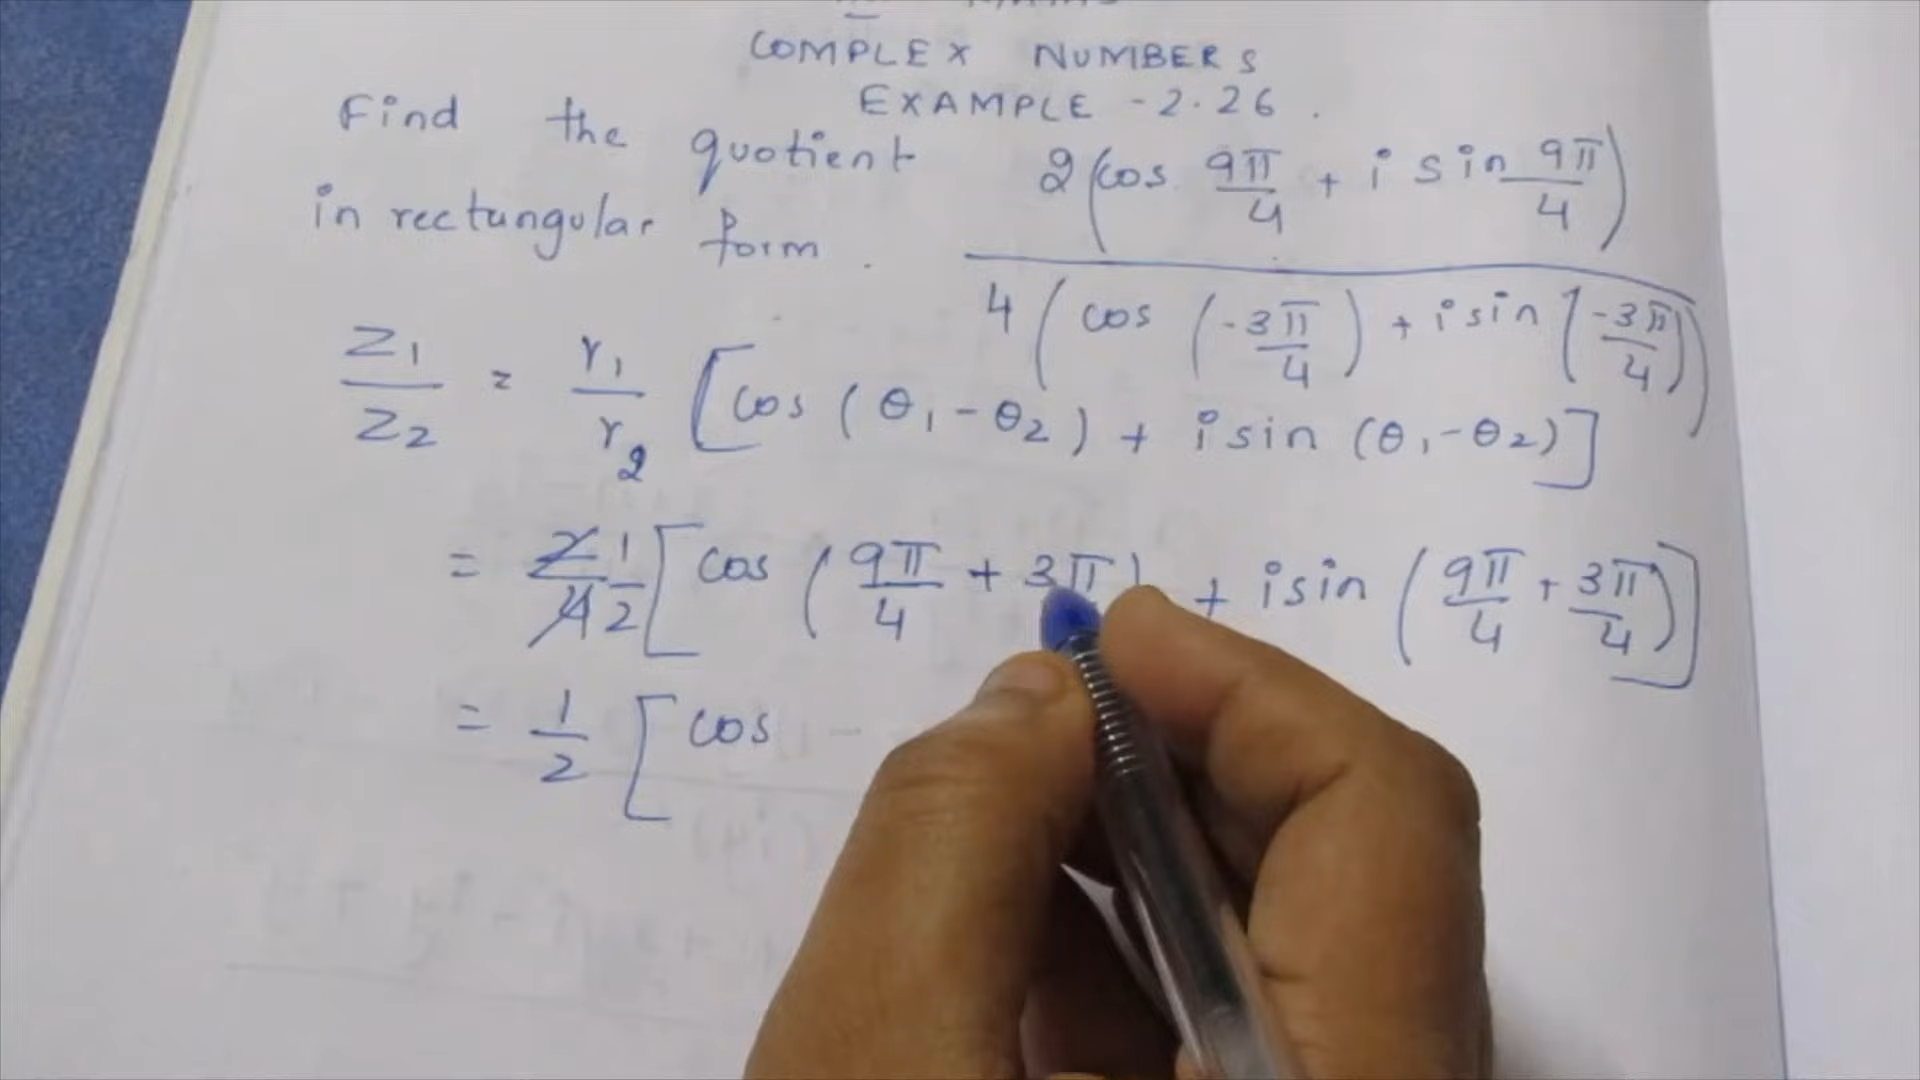 COMPLEX NUMBERS
EXAMPLE - 2.26.
Find the quotient 2(cos 9π/4 + i sin 9π/4)
in rectangular form. 4(cos(-3π/4) + i sin(-3π/4))
Z₁/Z₂ = r₁/r₂ [cos(θ₁-θ₂) + i sin(θ₁-θ₂)]
= 2/4 1/2 [cos(9π/4 + 3π) + i sin(9π/4 + 3π/4)]
= 1/2 [cos